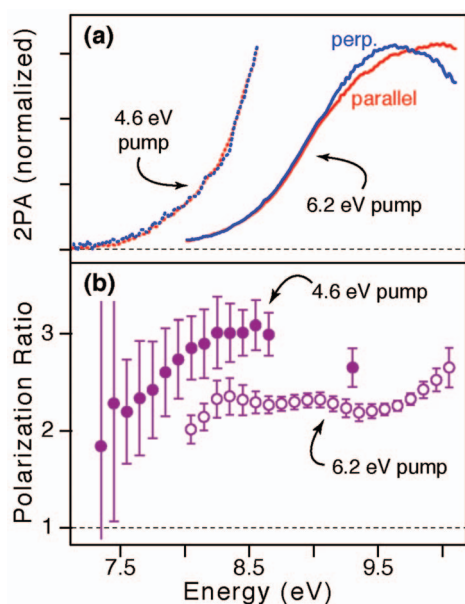 (a)
perp.
parallel
4.6 eV
pump
6.2 eV pump
2PA (normalized)
(b)
4.6 eV pump
6.2 eV pump
3
2
1
Polarization Ratio
7.5 8.5 9.5
Energy (eV)